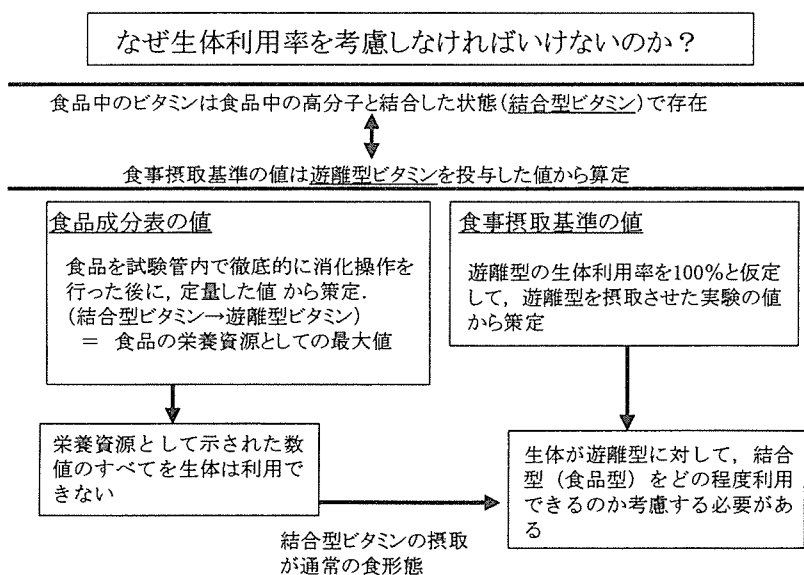 なぜ生体利用率を考慮しなければいけないのか？
食品中のビタミンは食品中の高分子と結合した状態(結合型ビタミン)で存在
食事摂取基準の値は遊離型ビタミンを投与した値から算定
食品成分表の値
食品を試験管内で徹底的に消化操作を
行った後に，定量した値 から策定．
(結合型ビタミン→遊離型ビタミン)
＝ 食品の栄養資源としての最大値
食事摂取基準の値
遊離型の生体利用率を100％と仮定
して，遊離型を摂取させた実験の値
から策定
栄養資源として示された数
値のすべてを生体は利用で
きない
生体が遊離型に対して，結合
型（食品型）をどの程度利用
できるのか考慮する必要があ
る
結合型ビタミンの摂取
が通常の食形態